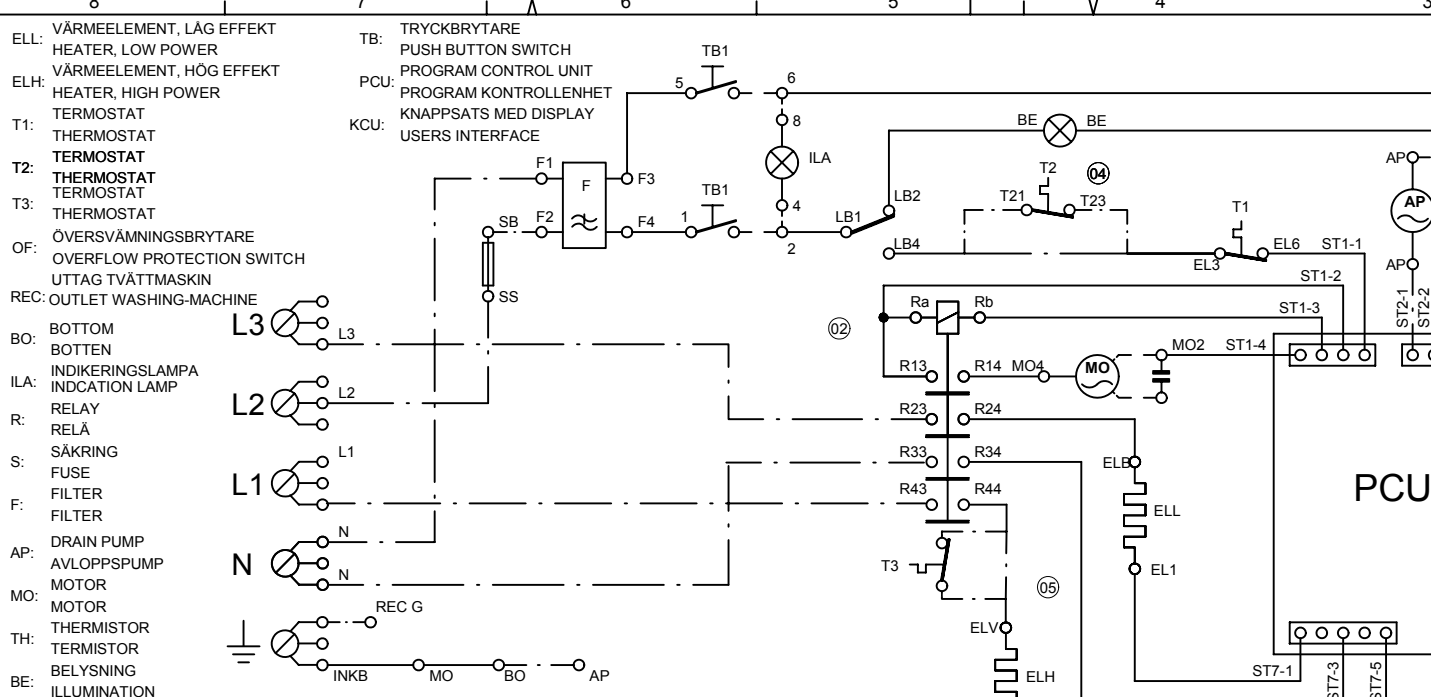 8 7 6 5 4 3
ELL: VÄRMEELEMENT, LÅG EFFEKT
HEATER, LOW POWER
ELH: VÄRMEELEMENT, HÖG EFFEKT
HEATER, HIGH POWER
T1: TERMOSTAT
THERMOSTAT
T2: TERMOSTAT
THERMOSTAT
T3: TERMOSTAT
THERMOSTAT
OF: ÖVERSVÄMNINGSBRYTARE
OVERFLOW PROTECTION SWITCH
UTTAG TVÄTTMASKIN
REC: OUTLET WASHING-MACHINE
BO: BOTTOM
BOTTEN
ILA: INDIKERINGSLAMPA
INDCATION LAMP
R: RELAY
RELÄ
S: SÄKRING
FUSE
F: FILTER
FILTER
AP: DRAIN PUMP
AVLOPPSPUMP
MO: MOTOR
MOTOR
TH: THERMISTOR
TERMISTOR
BE: BELYSNING
ILLUMINATION
TB: TRYCKBRYTARE
PUSH BUTTON SWITCH
PCU: PROGRAM CONTROL UNIT
PROGRAM KONTROLLENHET
KCU: KNAPPSATS MED DISPLAY
USERS INTERFACE
TB1
5
6
8
ILA
4
2
F1
F
F3
F2
F4
SB
SS
1
TB1
LB1
LB2
LB4
BE BE
T2
04
T21
T23
T1
EL3
EL6
ST1-1
ST1-2
ST1-3
ST1-4
AP
AP
AP
ST2-1
ST2-2
02
Ra
Rb
R13
R14
MO4
MO
MO2
R23
R24
R33
R34
R43
R44
T3
05
ELV
ELH
ELB
ELL
EL1
PCU
ST7-1
ST7-3
ST7-5
L3
L3
L2
L2
L1
L1
N
N
N
REC G
INKB
MO
BO
AP